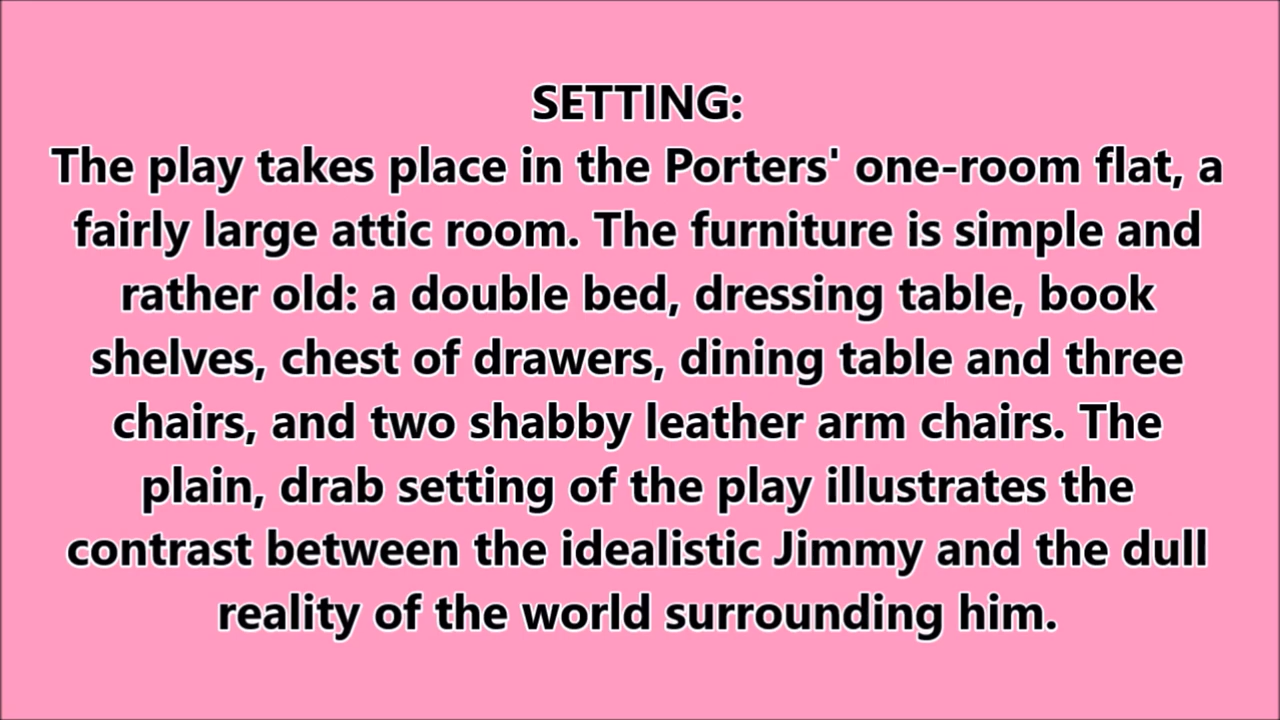 SETTING:
The play takes place in the Porters' one-room flat, a
fairly large attic room. The furniture is simple and
rather old: a double bed, dressing table, book
shelves, chest of drawers, dining table and three
chairs, and two shabby leather arm chairs. The
plain, drab setting of the play illustrates the
contrast between the idealistic Jimmy and the dull
reality of the world surrounding him.